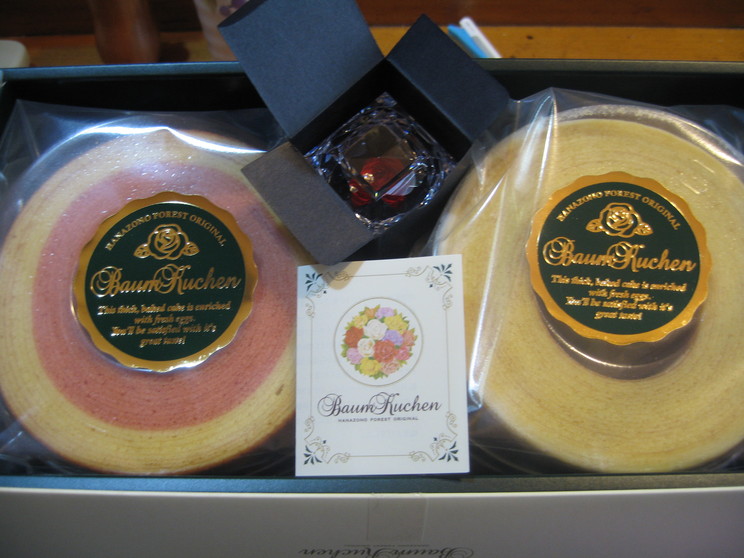 HANAZONO FOREST ORIGINAL
BaumKuchen
This thick, baked cake is enriched
with fresh eggs.
You'll be satisfied with it's
great taste!
HANAZONO FOREST ORIGINAL
BaumKuchen
This thick, baked cake is enriched
with fresh eggs.
You'll be satisfied with it's
great taste!
BaumKuchen
HANAZONO FOREST ORIGINAL
BaumKuchen